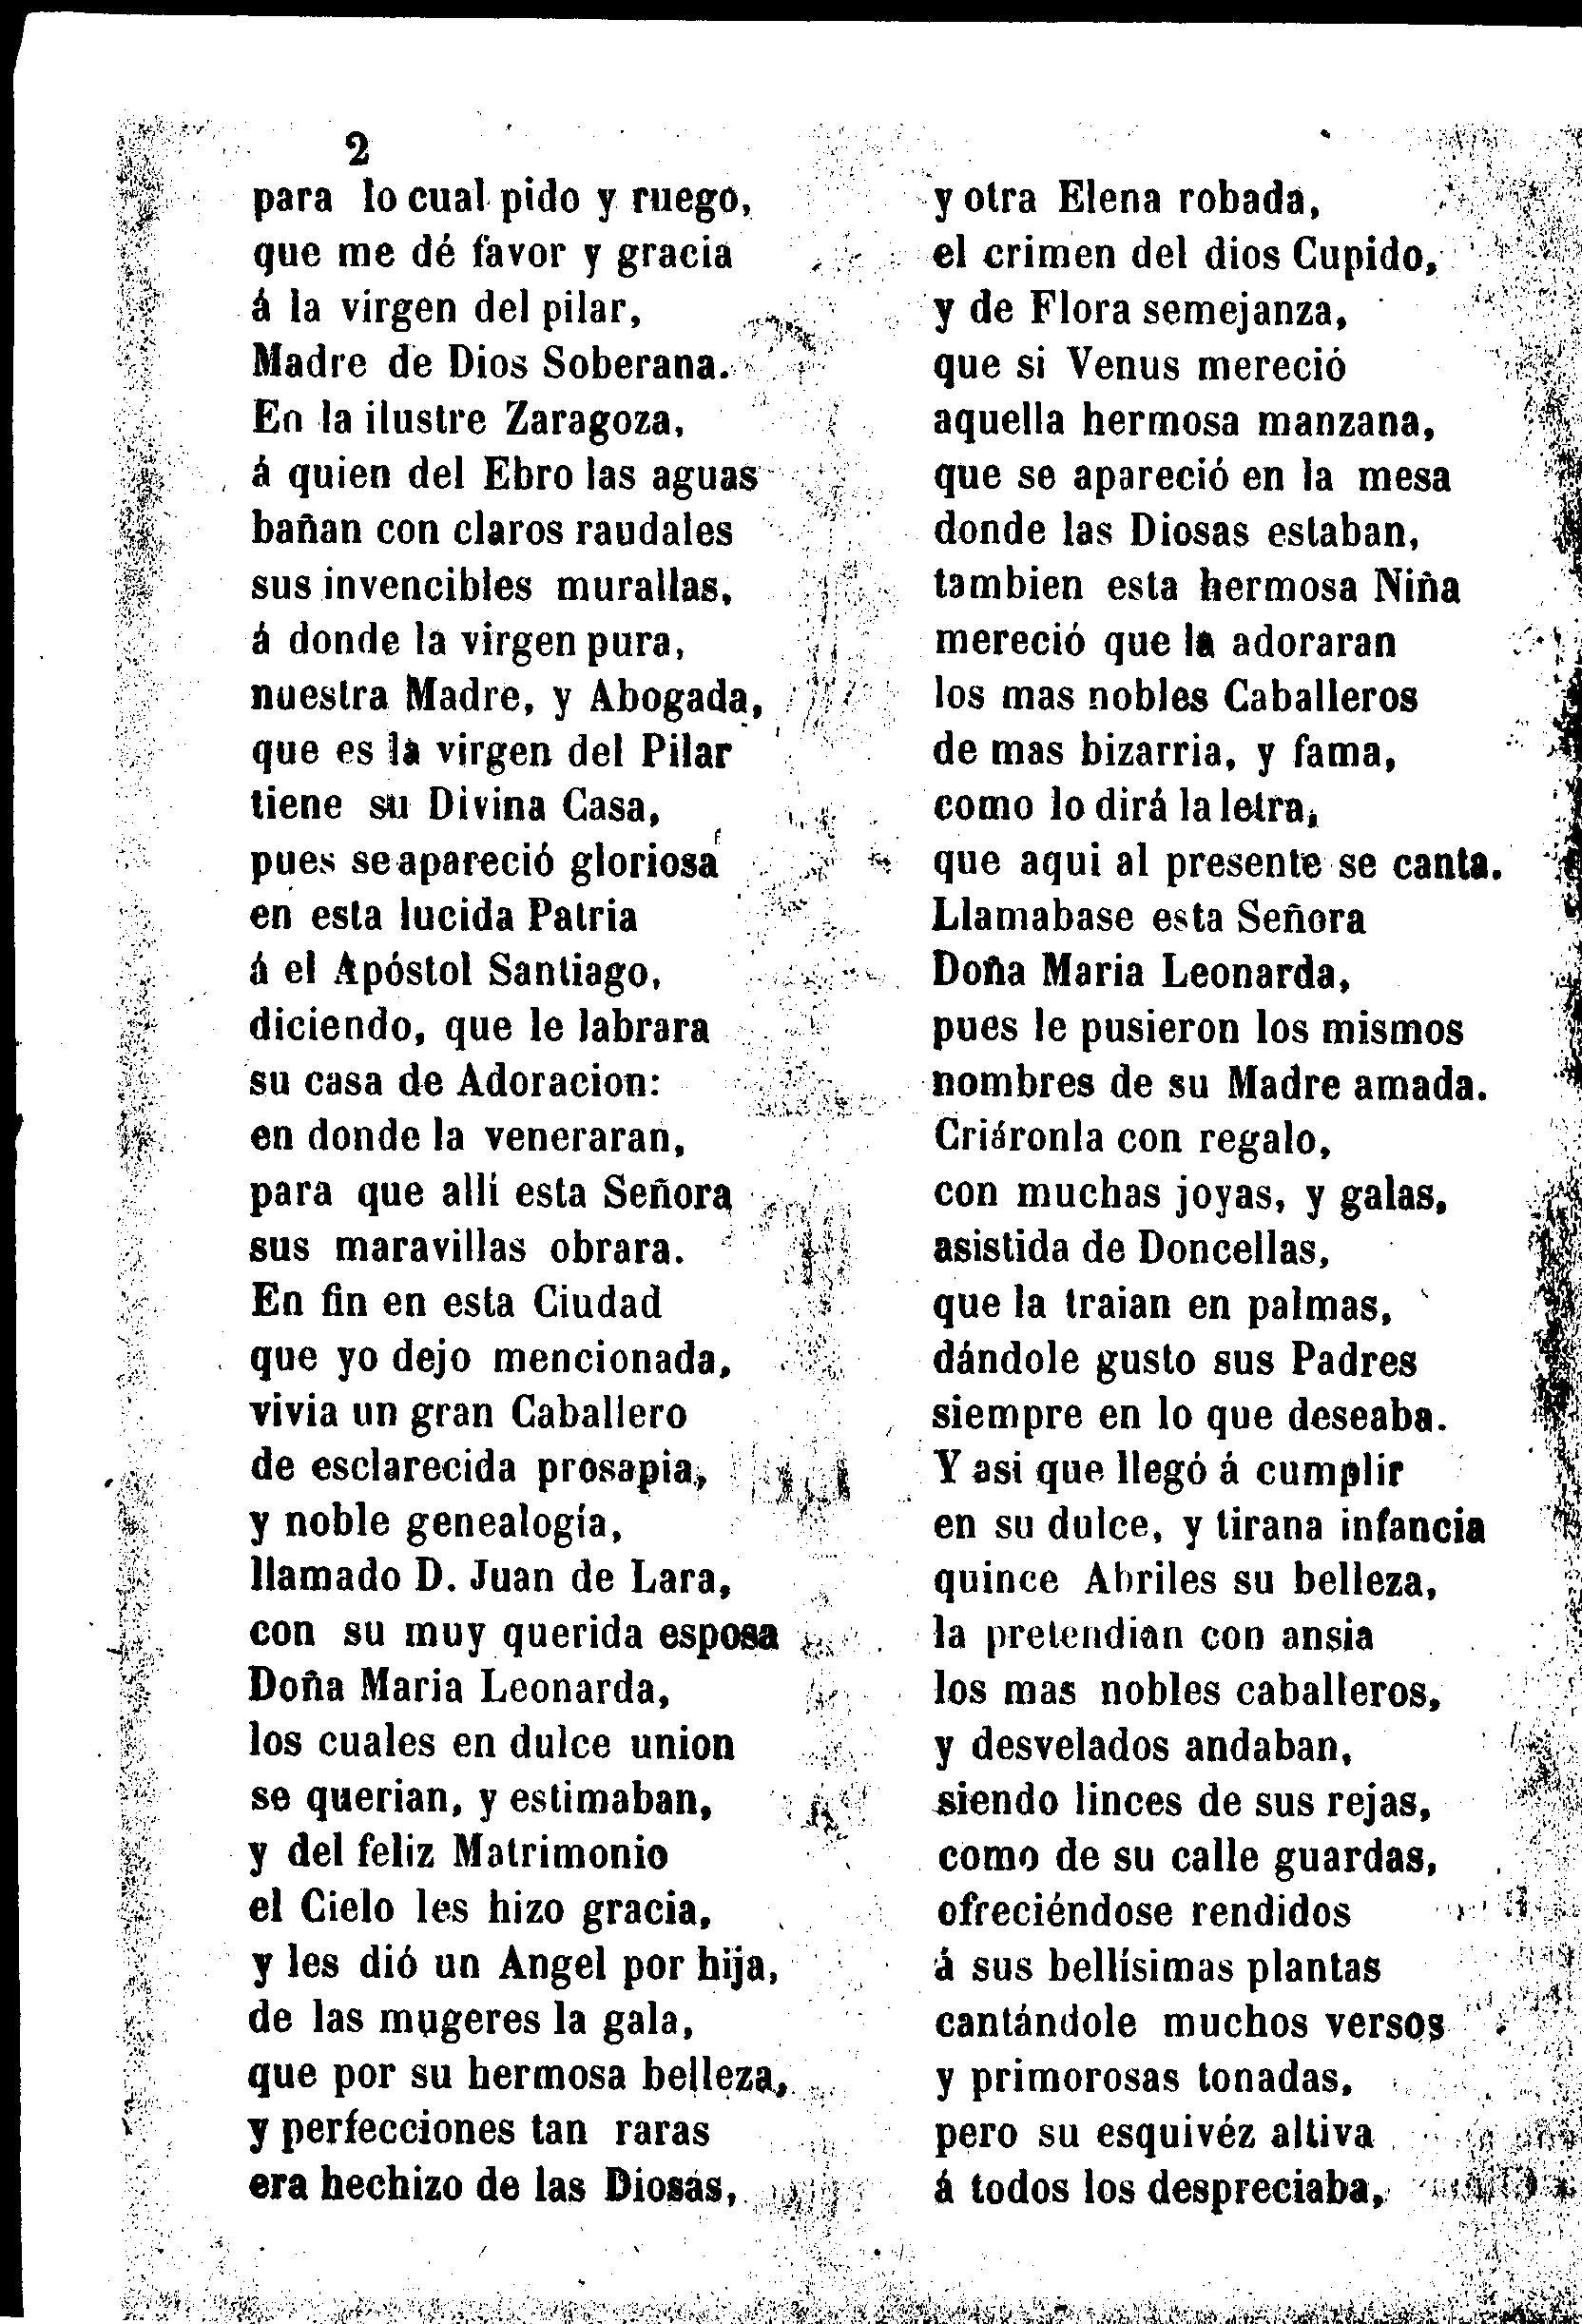 2
para lo cual pido y ruego,
que me dé favor y gracia
á la virgen del pilar,
Madre de Dios Soberana.
En la ilustre Zaragoza,
á quien del Ebro las aguas
bañan con claros raudales
sus invencibles murallas,
á donde la virgen pura,
nuestra Madre, y Abogada,
que es la virgen del Pilar
tiene su Divina Casa,
pues se apareció gloriosa
en esta lucida Patria
á el Apóstol Santiago,
diciendo, que le labrara
su casa de Adoracion:
en donde la veneraran,
para que allí esta Señora
sus maravillas obrara.
En fin en esta Ciudad
que yo dejo mencionada,
vivia un gran Caballero
de esclarecida prosapia,
y noble genealogía,
llamado D. Juan de Lara,
con su muy querida esposa
Doña Maria Leonarda,
los cuales en dulce union
se querian, y estimaban,
y del feliz Matrimonio
el Cielo les hizo gracia,
y les dió un Angel por hija,
de las mugeres la gala,
que por su hermosa belleza,
y perfecciones tan raras
era hechizo de las Diosas,
y otra Elena robada,
el crimen del dios Cupido,
y de Flora semejanza,
que si Venus mereció
aquella hermosa manzana,
que se apareció en la mesa
donde las Diosas estaban,
tambien esta hermosa Niña
mereció que la adoraran
los mas nobles Caballeros
de mas bizarria, y fama,
como lo dirá la letra,
que aqui al presente se canta.
Llamabase esta Señora
Doña Maria Leonarda,
pues le pusieron los mismos
nombres de su Madre amada.
Criáronla con regalo,
con muchas joyas, y galas,
asistida de Doncellas,
que la traian en palmas,
dándole gusto sus Padres
siempre en lo que deseaba.
Y asi que llegó á cumplir
en su dulce, y tirana infancia
quince Abriles su belleza,
la pretendian con ansia
los mas nobles caballeros,
y desvelados andaban,
siendo linces de sus rejas,
como de su calle guardas,
ofreciéndose rendidos
á sus bellísimas plantas
cantándole muchos versos
y primorosas tonadas,
pero su esquivéz altiva
á todos los despreciaba,